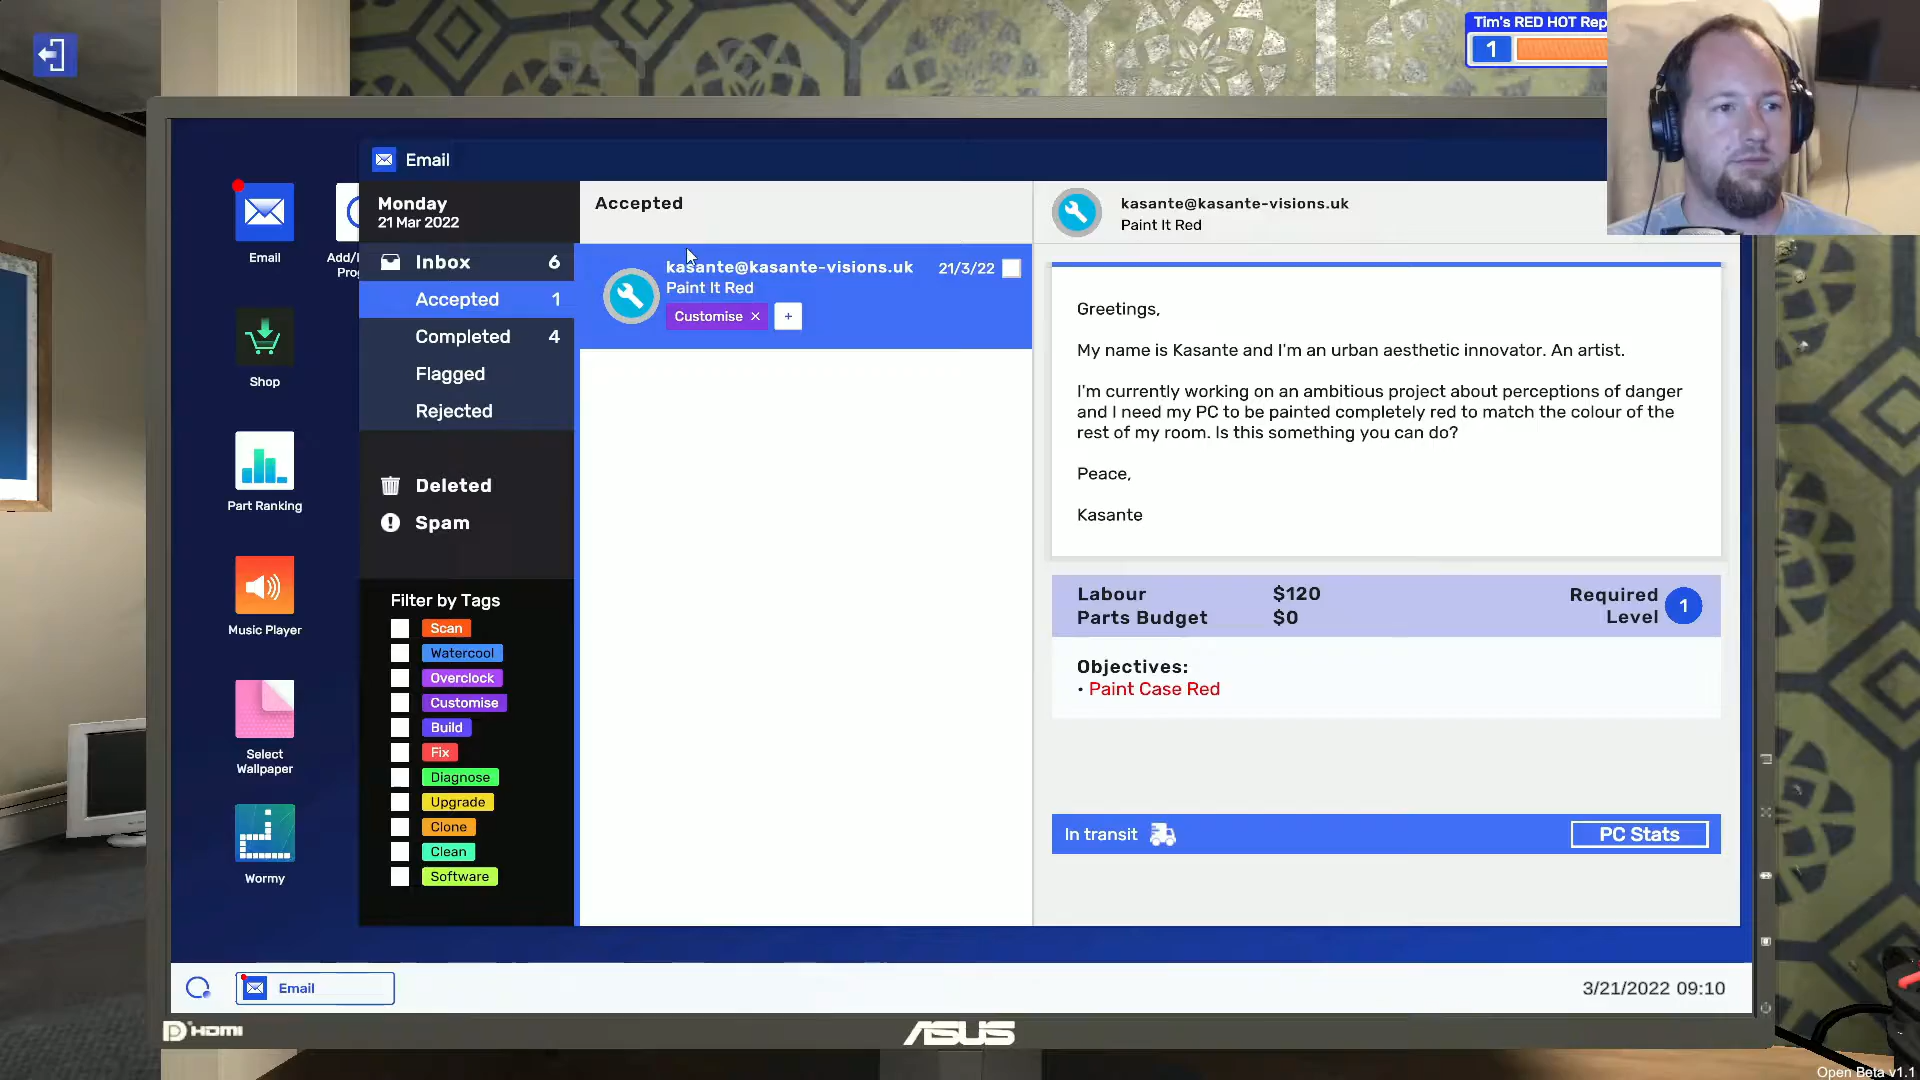 Tim's RED HOT Rep
1
Email
Monday
21 Mar 2022
Inbox 6
Accepted 1
Completed 4
Flagged
Rejected
Deleted
Spam
Filter by Tags
Scan
Watercool
Overclock
Customise
Build
Fix
Diagnose
Upgrade
Clone
Clean
Software
Email
Shop
Part Ranking
Music Player
Select
Wallpaper
Wormy
Add/
Prog
Accepted
kasante@kasante-visions.uk 21/3/22
Paint It Red
Customise × +
kasante@kasante-visions.uk
Paint It Red
Greetings,
My name is Kasante and I'm an urban aesthetic innovator. An artist.
I'm currently working on an ambitious project about perceptions of danger
and I need my PC to be painted completely red to match the colour of the
rest of my room. Is this something you can do?
Peace,
Kasante
Labour $120
Parts Budget $0
Required
Level 1
Objectives:
• Paint Case Red
In transit
PC Stats
Email
3/21/2022 09:10
HDMI
ASUS
Open Beta v1.1